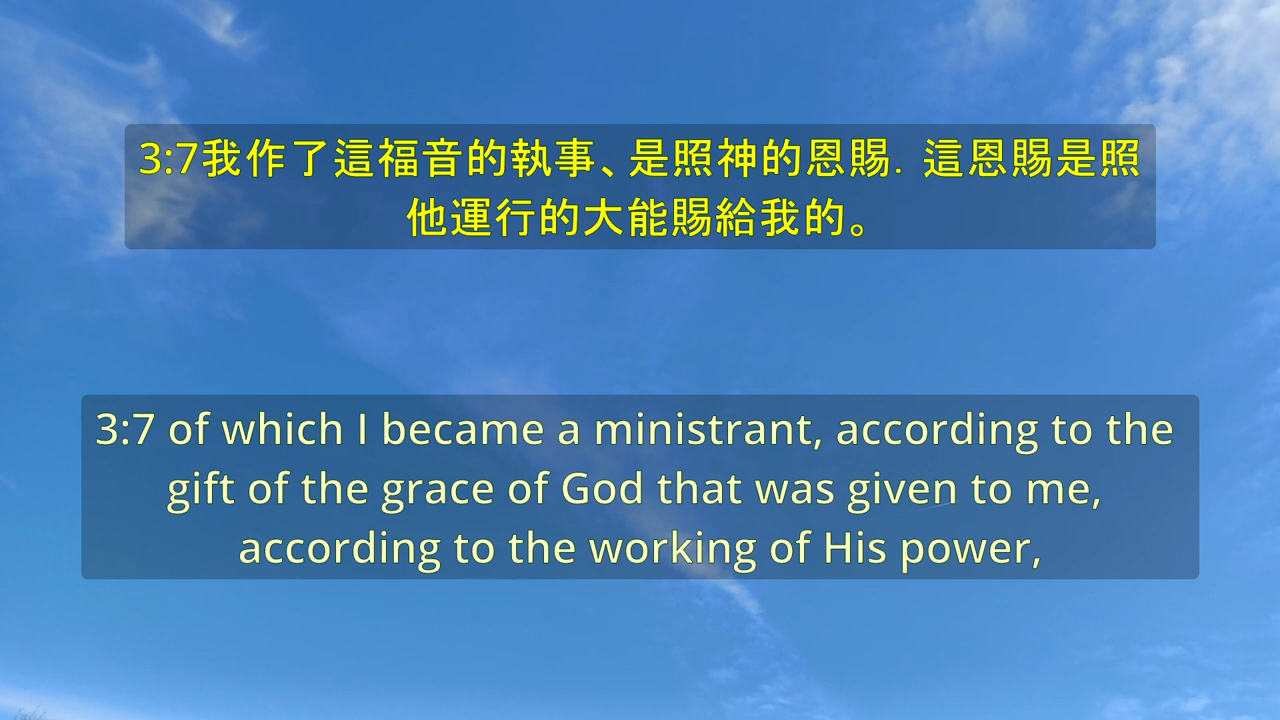 3:7我作了這福音的執事、是照神的恩賜．這恩賜是照
他運行的大能賜給我的。
3:7 of which I became a ministrant, according to the
gift of the grace of God that was given to me,
according to the working of His power,